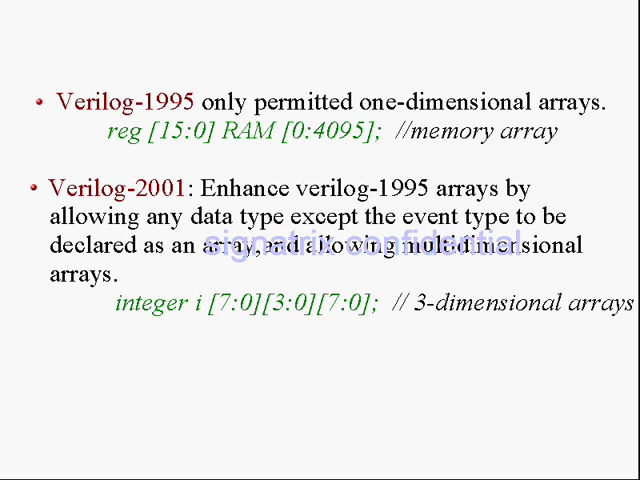 • Verilog-1995 only permitted one-dimensional arrays.
reg [15:0] RAM [0:4095]; //memory array
• Verilog-2001: Enhance verilog-1995 arrays by
allowing any data type except the event type to be
declared as an array,and allowing multidimensional
signatrix confidential
arrays.
integer i [7:0][3:0][7:0]; // 3-dimensional arrays